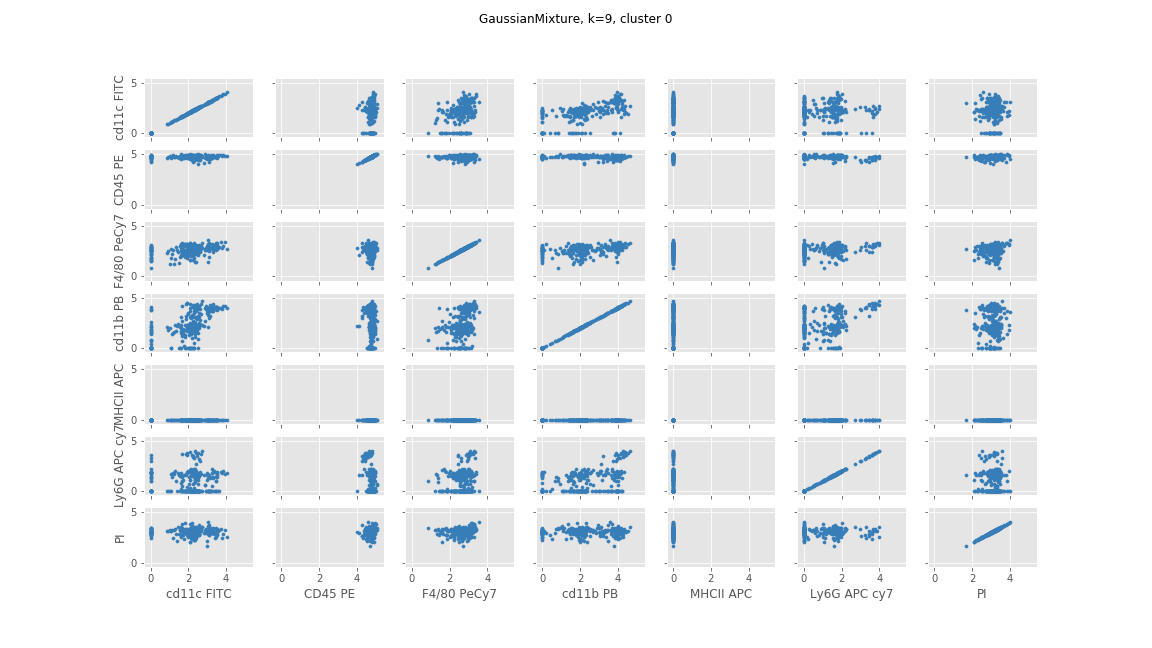 GaussianMixture, k=9, cluster 0
cd11c FITC
5
0
CD45 PE
5
0
F4/80 PeCy7
5
0
cd11b PB
5
0
MHCII APC
5
0
Ly6G APC cy7
5
0
PI
5
0
0 2 4 0 2 4 0 2 4 0 2 4 0 2 4 0 2 4 0 2 4
cd11c FITC CD45 PE F4/80 PeCy7 cd11b PB MHCII APC Ly6G APC cy7 PI